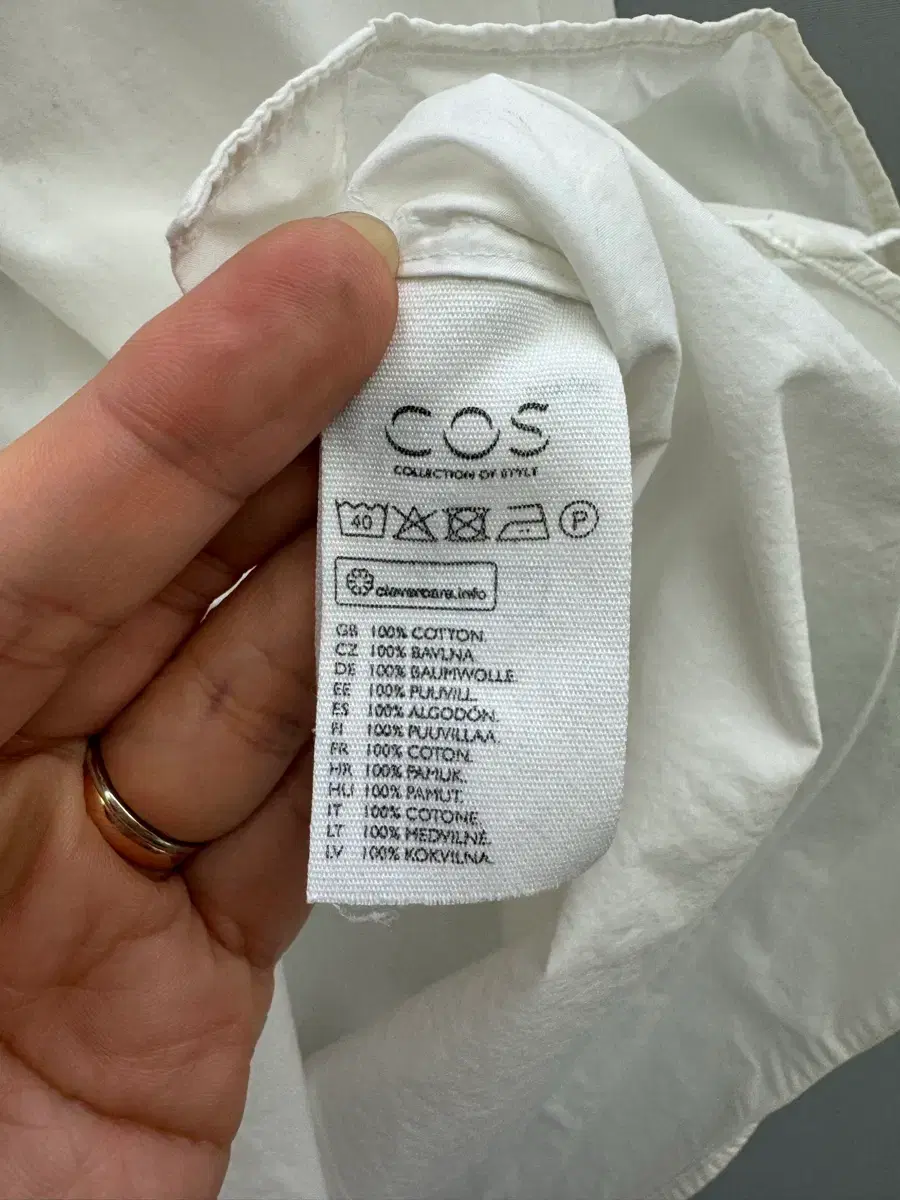 COS
COLLECTION OF STYLE
40 P
clevercare.info
GB 100% COTTON.
CZ 100% BAVLNA
DE 100% BAUMWOLLE.
EE 100% PUUVILL.
ES 100% ALGODÓN.
FI 100% PUUVILLAA.
FR 100% COTON.
HR 100% PAMUK.
HU 100% PAMUT.
IT 100% COTONE.
LT 100% MEDVILNĖ.
LV 100% KOKVILNA.